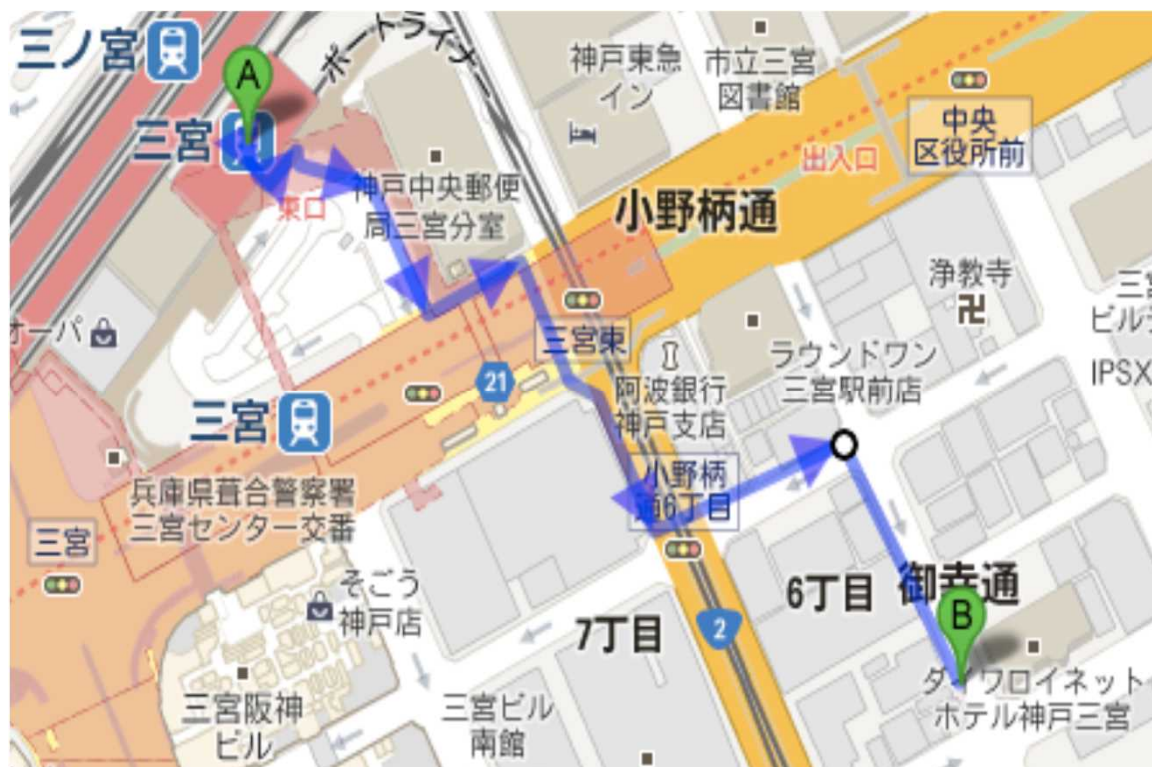 三ノ宮
A
三宮
ポートライナー
東口
神戸中央郵便
局三宮分室
神戸東急
イン
市立三宮
図書館
中央
区役所前
出入口
小野柄通
浄教寺
オーパ
三宮東
21
ラウンドワン
三宮駅前店
IPSX
阿波銀行
神戸支店
三宮
兵庫県葺合警察署
三宮センター交番
小野柄
通6丁目
三宮
そごう
神戸店
6丁目
御幸通
B
7丁目
2
ダイワロイネット
ホテル神戸三宮
三宮阪神
ビル
三宮ビル
南館